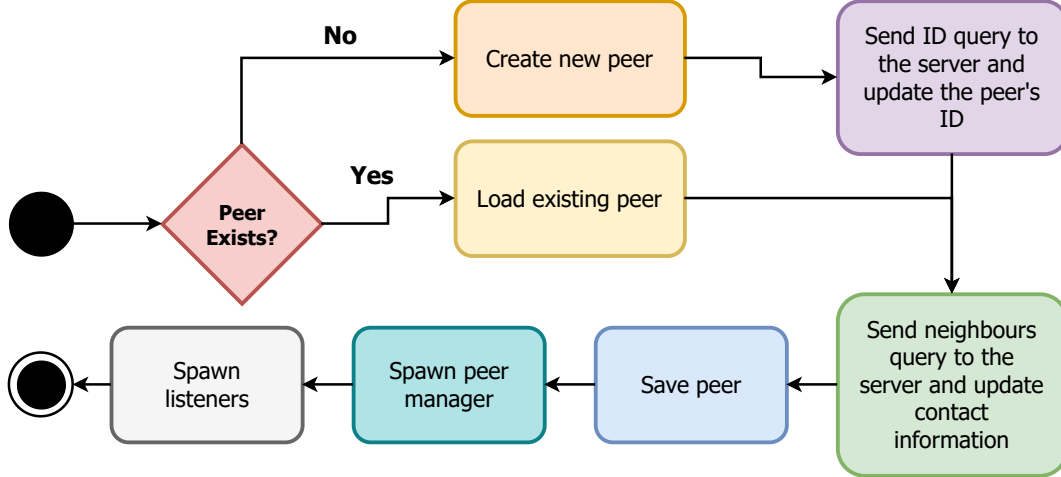 No
Create new peer
Send ID query to
the server and
update the peer's
ID
Peer
Exists?
Yes
Load existing peer
Send neighbours
query to the
server and update
contact
information
Save peer
Spawn peer
manager
Spawn
listeners